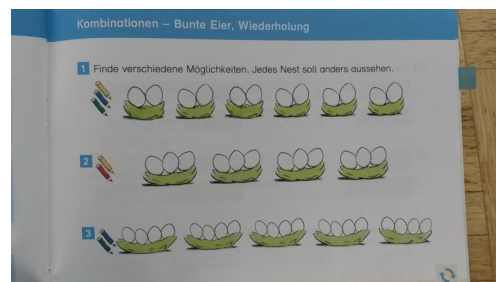 Kombinationen – Bunte Eier, Wiederholung
1 Finde verschiedene Möglichkeiten. Jedes Nest soll anders aussehen.
2
3